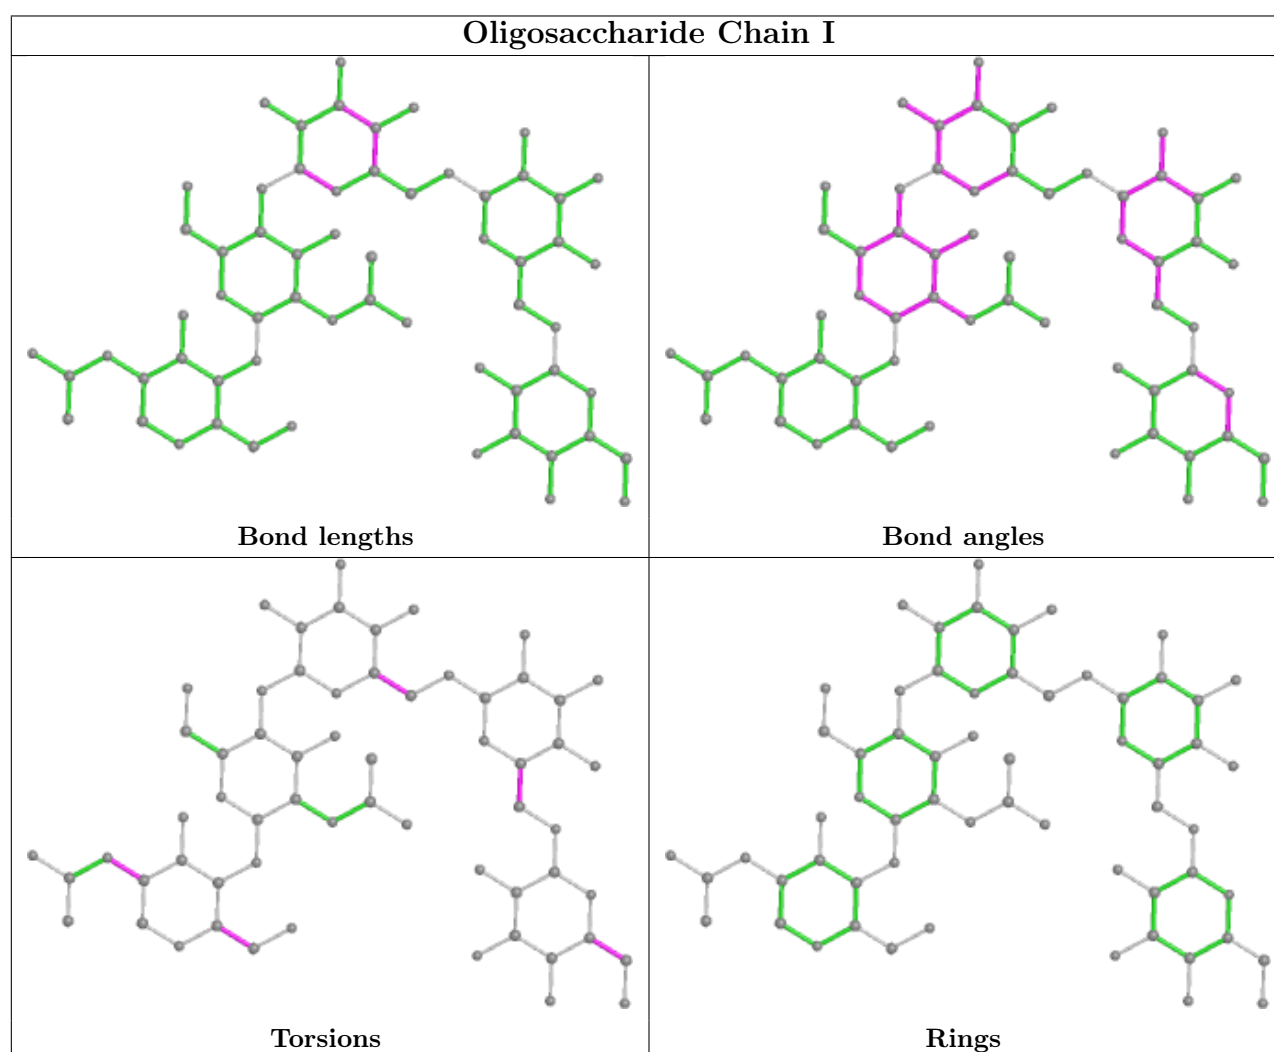 Oligosaccharide Chain I
Bond lengths
Bond angles
Torsions
Rings